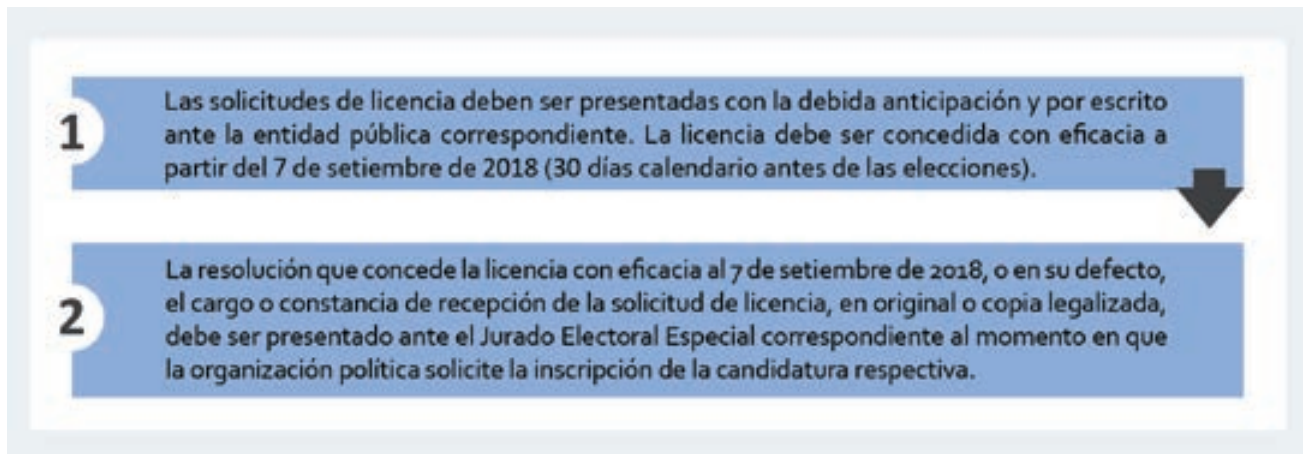 1
Las solicitudes de licencia deben ser presentadas con la debida anticipación y por escrito
ante la entidad pública correspondiente. La licencia debe ser concedida con eficacia a
partir del 7 de setiembre de 2018 (30 días calendario antes de las elecciones).
2
La resolución que concede la licencia con eficacia al 7 de setiembre de 2018, o en su defecto,
el cargo o constancia de recepción de la solicitud de licencia, en original o copia legalizada,
debe ser presentado ante el Jurado Electoral Especial correspondiente al momento en que
la organización política solicite la inscripción de la candidatura respectiva.